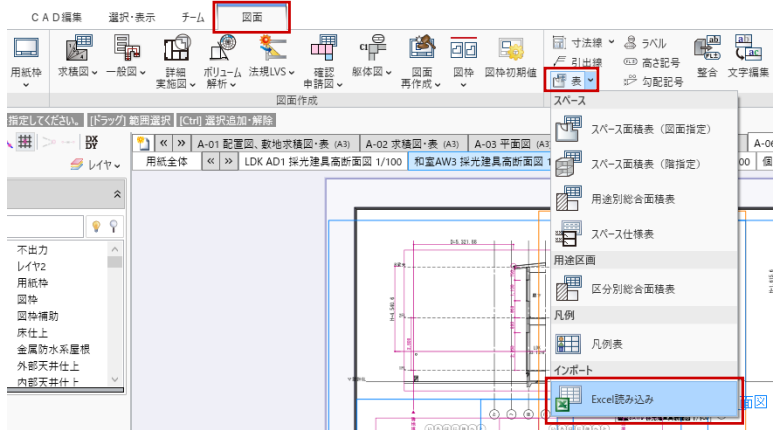 CAD編集 選択・表示 チーム 図面
用紙枠 求積図 一般図 詳細実施図 ボリューム解析 法規LVS 確認申請図 躯体図 図面再作成 図枠 図枠初期値
寸法線 ラベル
引出線 高さ記号
表 勾配記号
整合 文字編集
図面作成
指定してください。 [ドラッグ] 範囲選択 [Ctrl] 選択追加・解除
レイヤ
A-01 配置図、敷地求積図・表 (A3) A-02 求積図・表 (A3) A-03 平面図 (A3
用紙全体 LDK AD1 採光建具高断面図 1/100 和室AW3 採光建具高断面図 1
不出力
レイヤ2
用紙枠
図枠
図枠補助
床仕上
金属防水系屋根
外部天井仕上
内部天井仕上
スペース
スペース面積表（図面指定）
スペース面積表（階指定）
用途別総合面積表
スペース仕様表
用途区画
区分別総合面積表
凡例
凡例表
インポート
Excel読み込み
面図